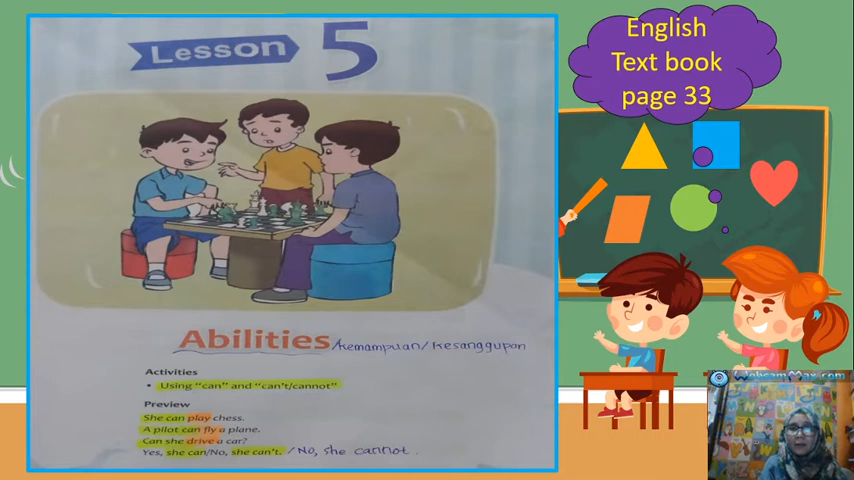 Lesson 5
Abilities /kemampuan/kesanggupan
Activities
• Using "can" and "can't/cannot"
Preview
She can play chess.
A pilot can fly a plane.
Can she drive a car?
Yes, she can/No, she can't. /No, she cannot.
English
Text book
page 33
WebcamMax.com